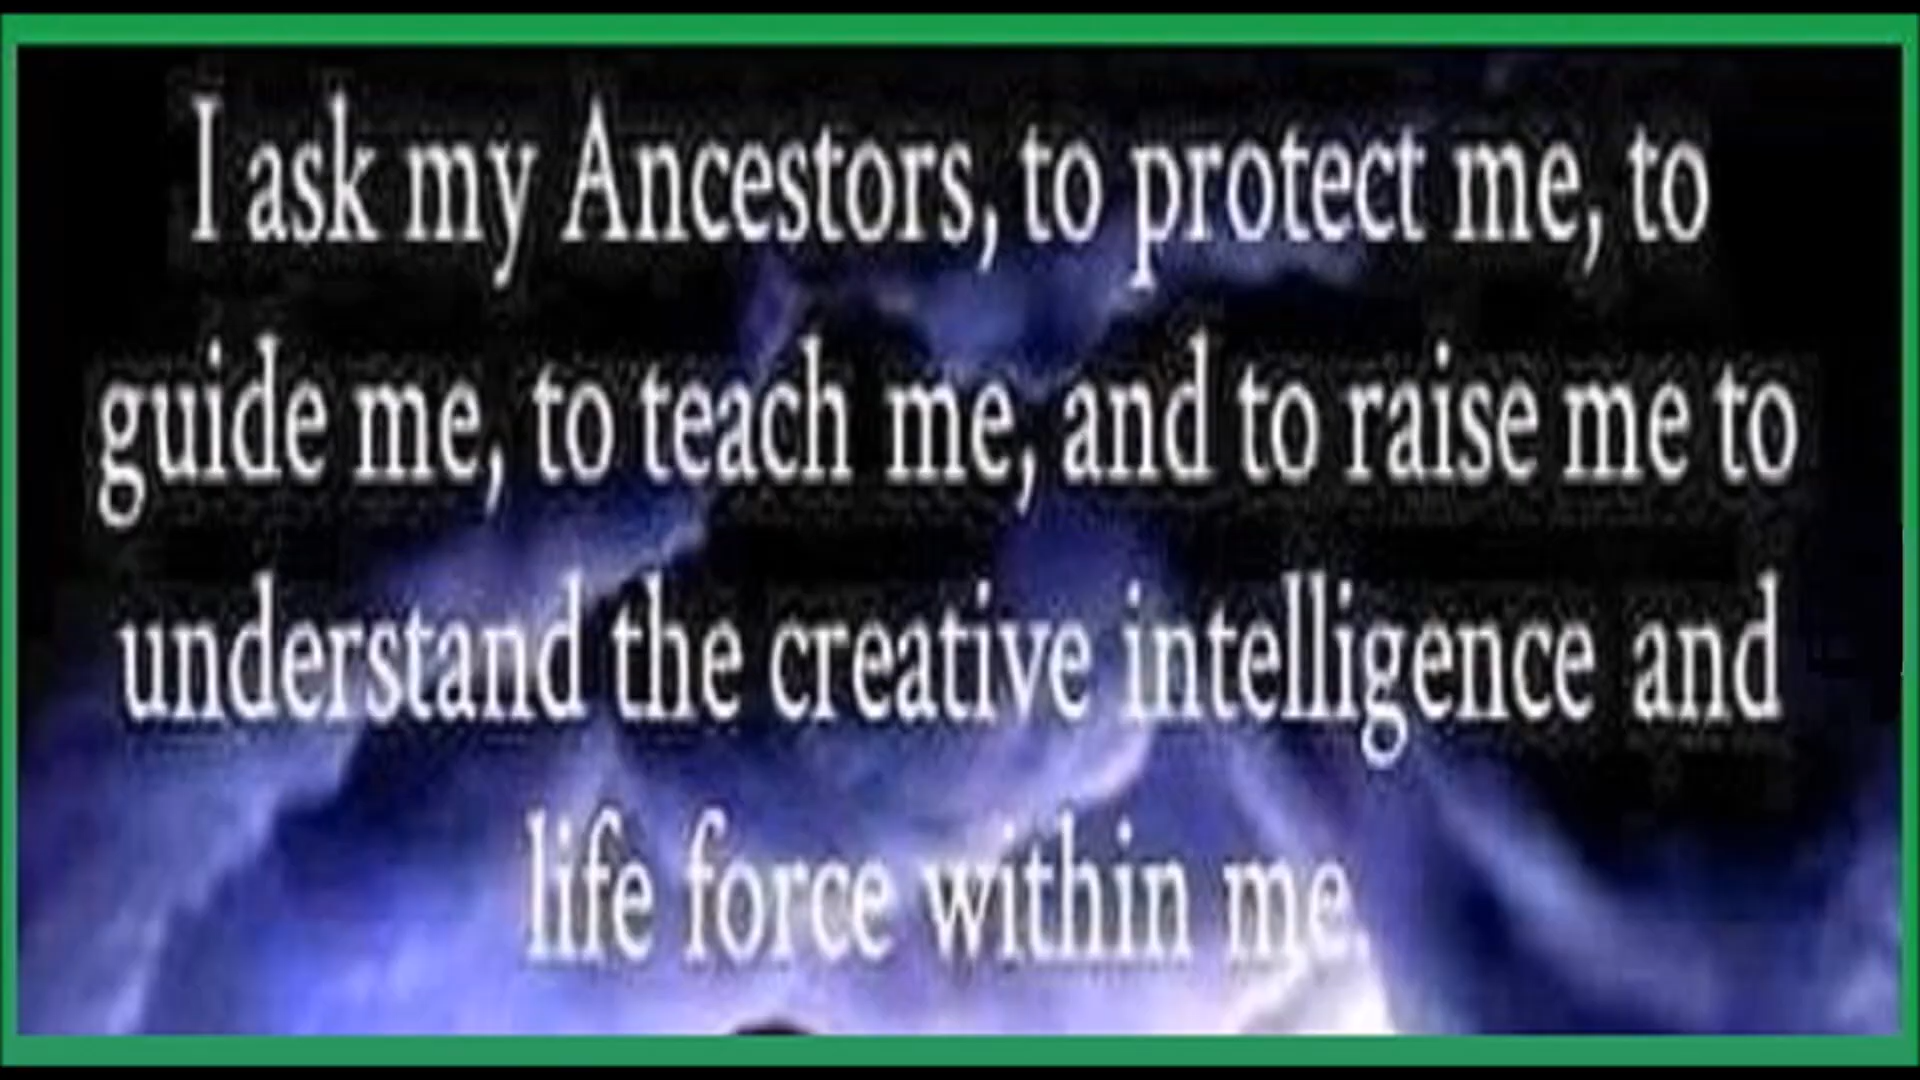 I ask my Ancestors, to protect me, to
guide me, to teach me, and to raise me to
understand the creative intelligence and
life force within me.